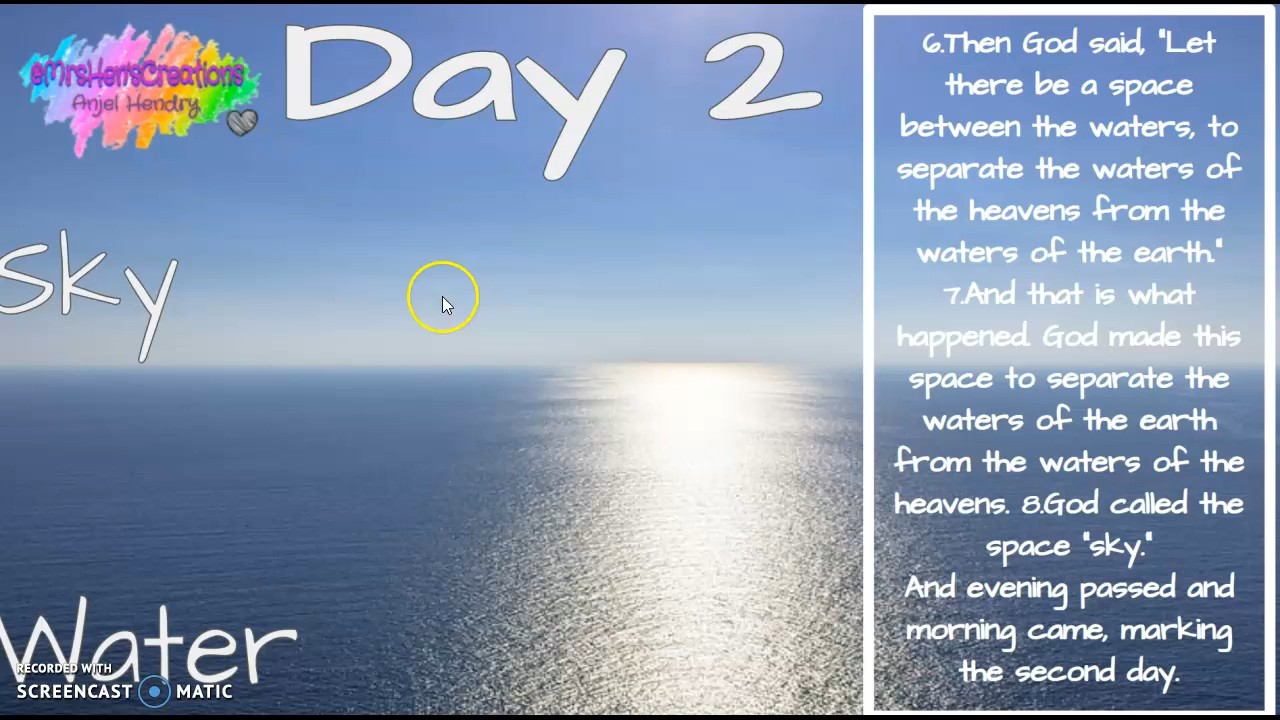 eMrsHen'sCreations
Anjel Hendry
Day 2
sky
Water
RECORDED WITH
SCREENCAST MATIC
6.Then God said, "Let
there be a space
between the waters, to
separate the waters of
the heavens from the
waters of the earth."
7.And that is what
happened. God made this
space to separate the
waters of the earth
from the waters of the
heavens. 8.God called the
space "sky."
And evening passed and
morning came, marking
the second day.